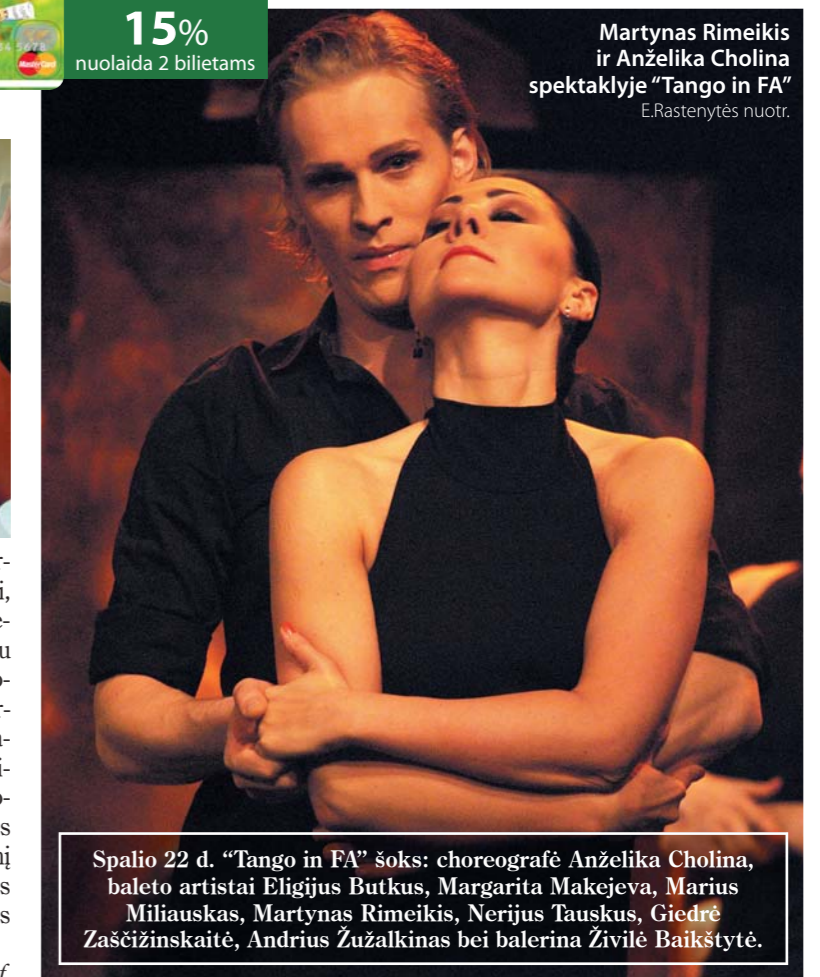 5678
MasterCard
15%
nuolaida 2 bilietams
Martynas Rimeikis
ir Anželika Cholina
spektaklyje “Tango in FA”
E.Rastenytės nuotr.
Spalio 22 d. “Tango in FA” šoks: choreografė Anželika Cholina,
baleto artistai Eligijus Butkus, Margarita Makejeva, Marius
Miliauskas, Martynas Rimeikis, Nerijus Tauskus, Giedrė
Zaščižinskaitė, Andrius Žužalkinas bei balerina Živilė Baikštytė.